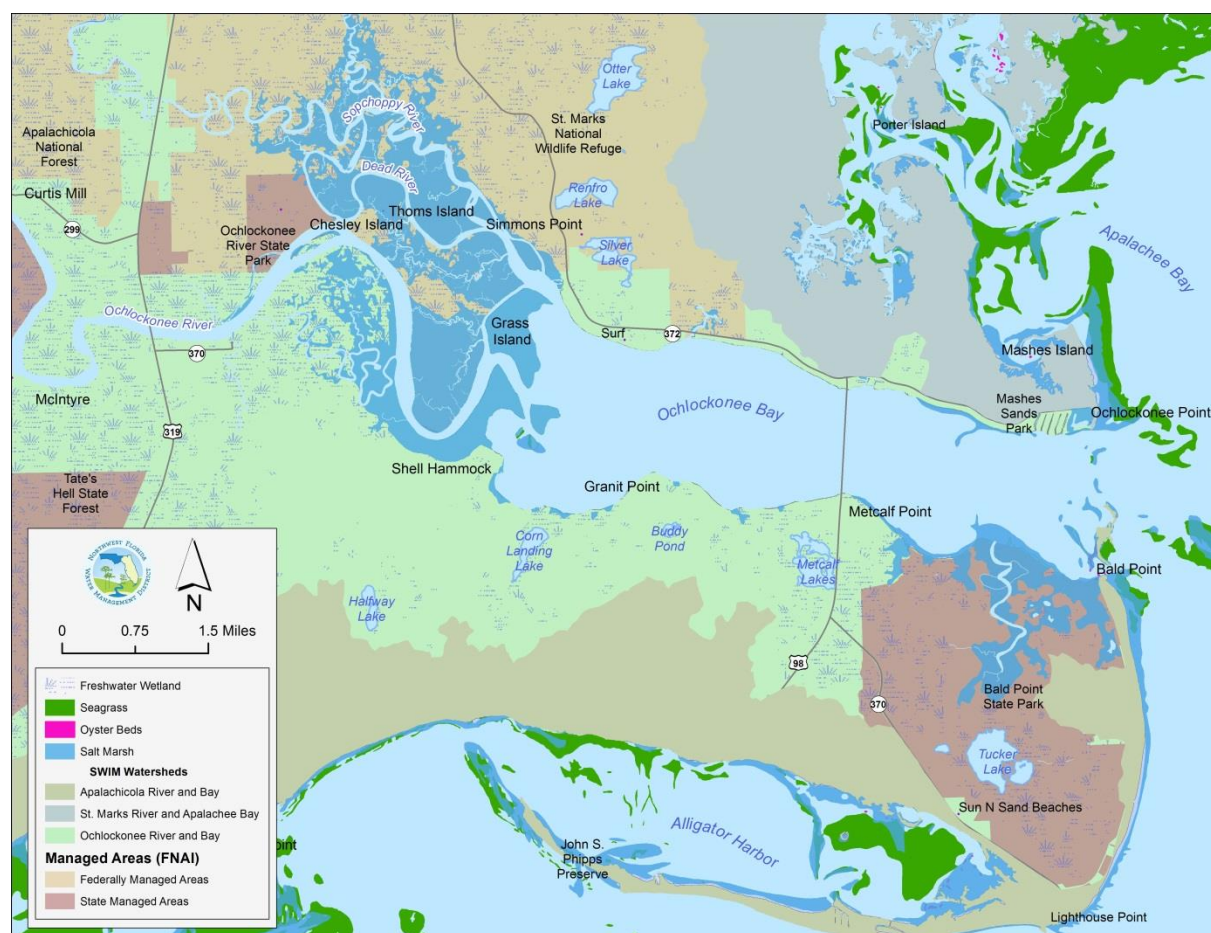 Otter
Lake
Sopchoppy River
St. Marks
National
Wildlife Refuge
Porter Island
Apalachicola
National
Forest
Dead River
Curtis Mill
Renfro
Lake
Thoms Island
Simmons Point
Chesley Island
299
Ochlockonee
River State
Park
Silver
Lake
Apalachee Bay
Ochlockonee River
Grass
Island
Surf
372
370
Mashes Island
McIntyre
Ochlockonee Bay
Mashes
Sands
Park
Ochlockonee Point
319
Shell Hammock
Tate's
Hell State
Forest
Granit Point
Metcalf Point
Corn
Landing
Lake
Buddy
Pond
Metcalf
Lakes
Bald Point
NORTHWEST FLORIDA
WATER MANAGEMENT DISTRICT
N
Halfway
Lake
0 0.75 1.5 Miles
98
370
Bald Point
State Park
Freshwater Wetland
Seagrass
Oyster Beds
Salt Marsh
SWIM Watersheds
Apalachicola River and Bay
St. Marks River and Apalachee Bay
Ochlockonee River and Bay
Managed Areas (FNAI)
Federally Managed Areas
State Managed Areas
Tucker
Lake
Sun N Sand Beaches
Alligator Harbor
John S.
Phipps
Preserve
oint
Lighthouse Point